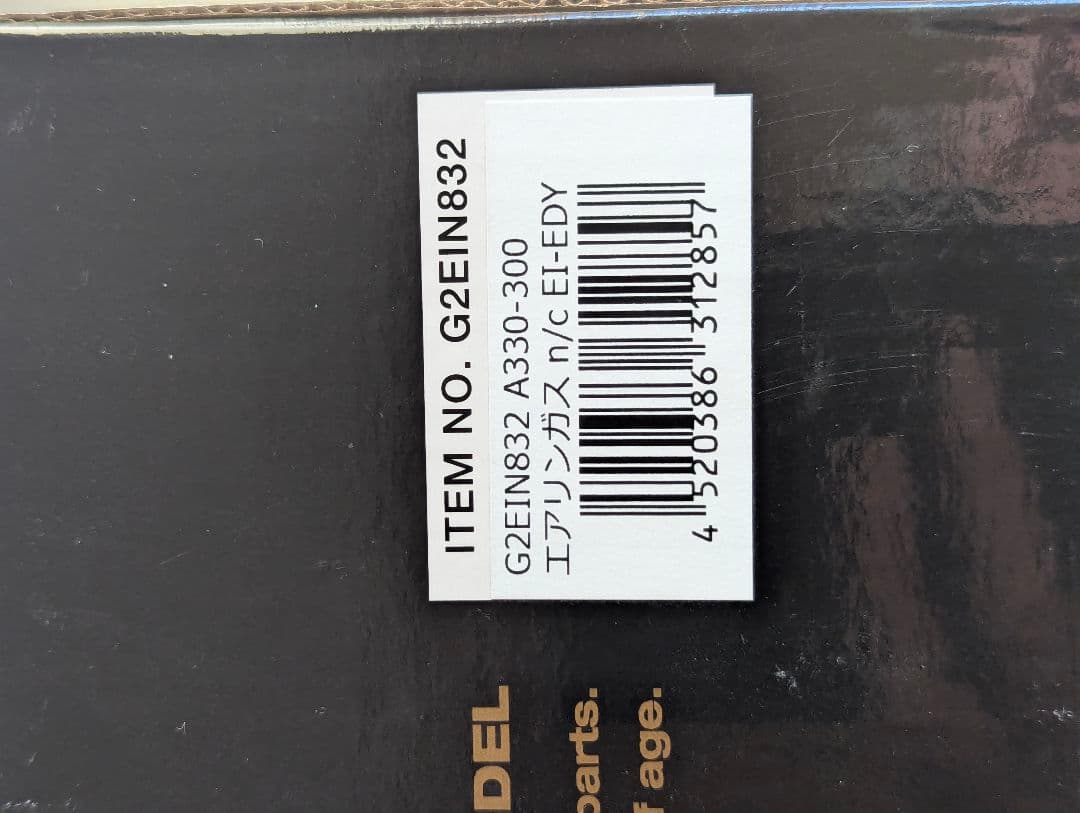 ITEM NO. G2EIN832
G2EIN832 A330-300
エアリンガス n/c EI-EDY
4 520386 312857
DEL
parts.
f age.